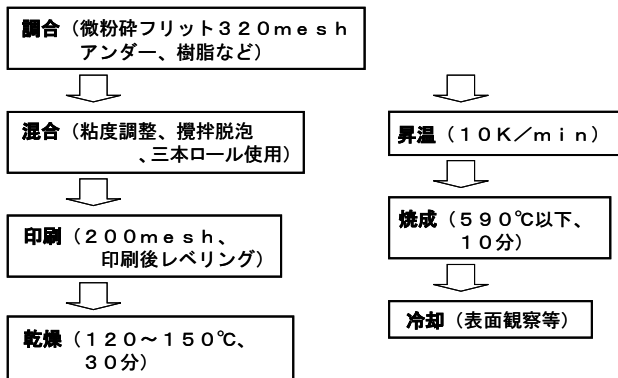 調合（微粉砕フリット３２０ｍｅｓｈ
アンダー、樹脂など）
混合（粘度調整、攪拌脱泡
、三本ロール使用）
印刷（２００ｍｅｓｈ、
印刷後レベリング）
乾燥（１２０～１５０℃、
３０分）
昇温（１０Ｋ／ｍｉｎ）
焼成（５９０℃以下、
１０分）
冷却（表面観察等）